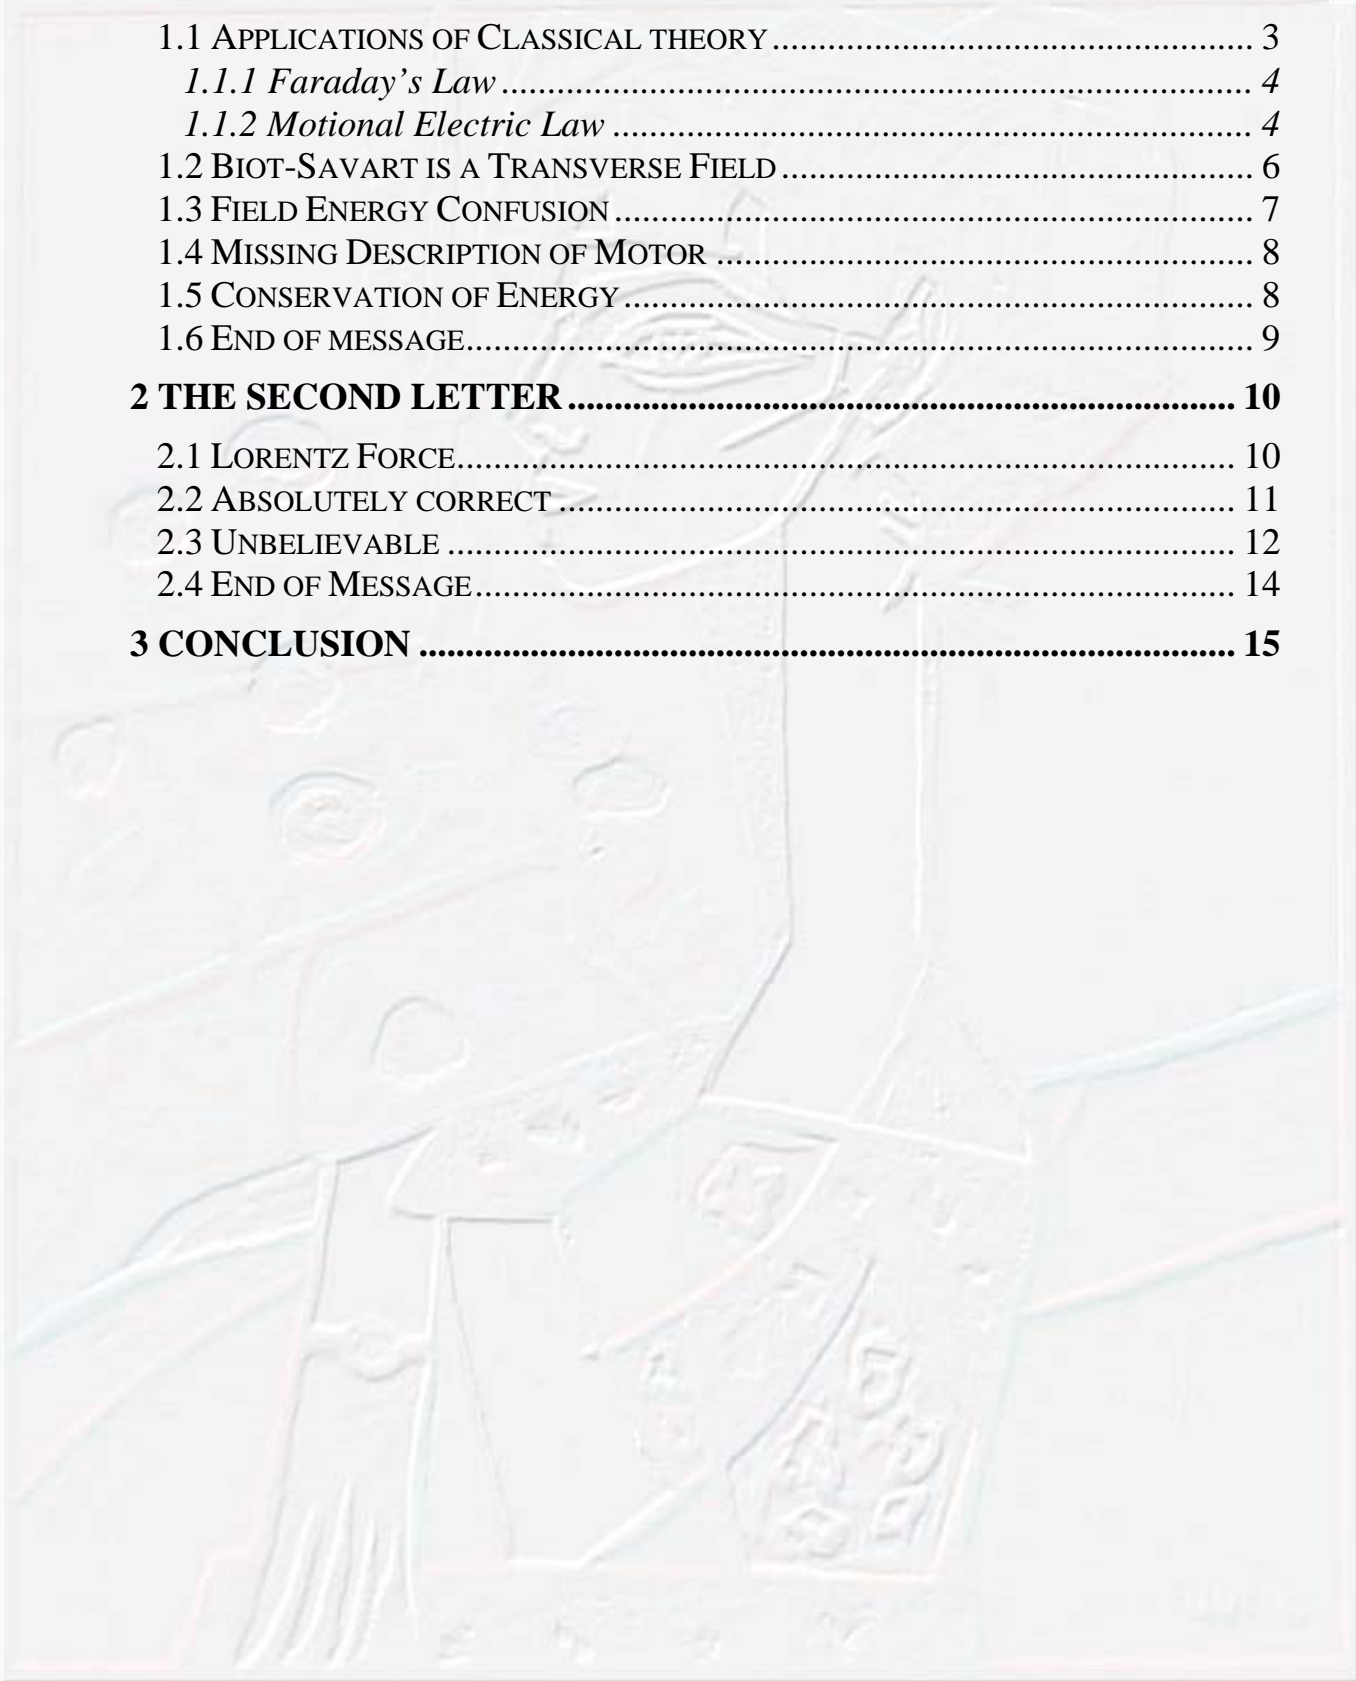 1.1 Applications of Classical theory ... 3
1.1.1 Faraday's Law ... 4
1.1.2 Motional Electric Law ... 4
1.2 Biot-Savart is a Transverse Field ... 6
1.3 Field Energy Confusion ... 7
1.4 Missing Description of Motor ... 8
1.5 Conservation of Energy ... 8
1.6 End of message ... 9
2 THE SECOND LETTER ... 10
2.1 Lorentz Force ... 10
2.2 Absolutely correct ... 11
2.3 Unbelievable ... 12
2.4 End of Message ... 14
3 CONCLUSION ... 15